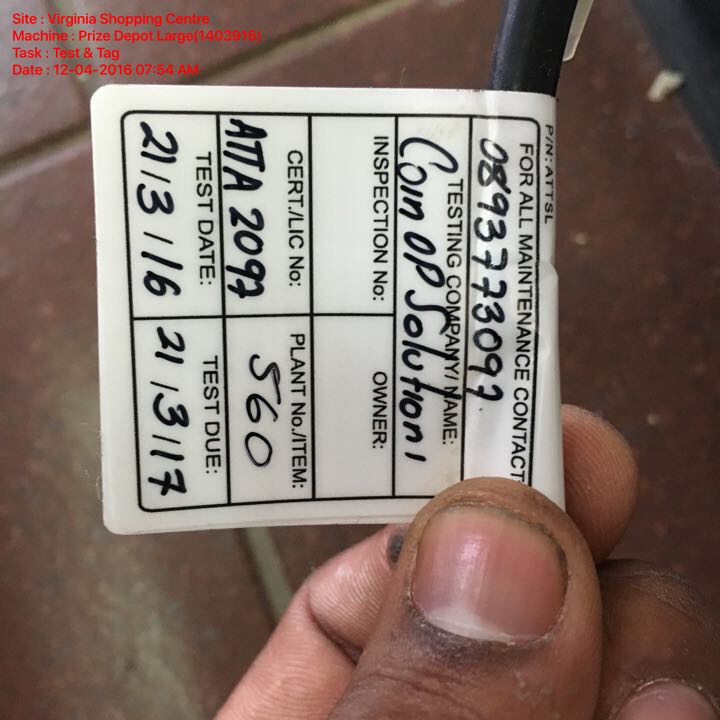 Site : Virginia Shopping Centre
Machine : Prize Depot Large(1403916)
Task : Test & Tag
Date : 12-04-2016 07:54 AM
P/N: ATTSL
FOR ALL MAINTENANCE CONTACT
0893773097
TESTING COMPANY/ NAME:
Coin OP Solutions
INSPECTION No:
OWNER:
CERT./LIC No:
ATTA 2097
PLANT No./ITEM:
560
TEST DATE:
21/3/16
TEST DUE:
21/3/17